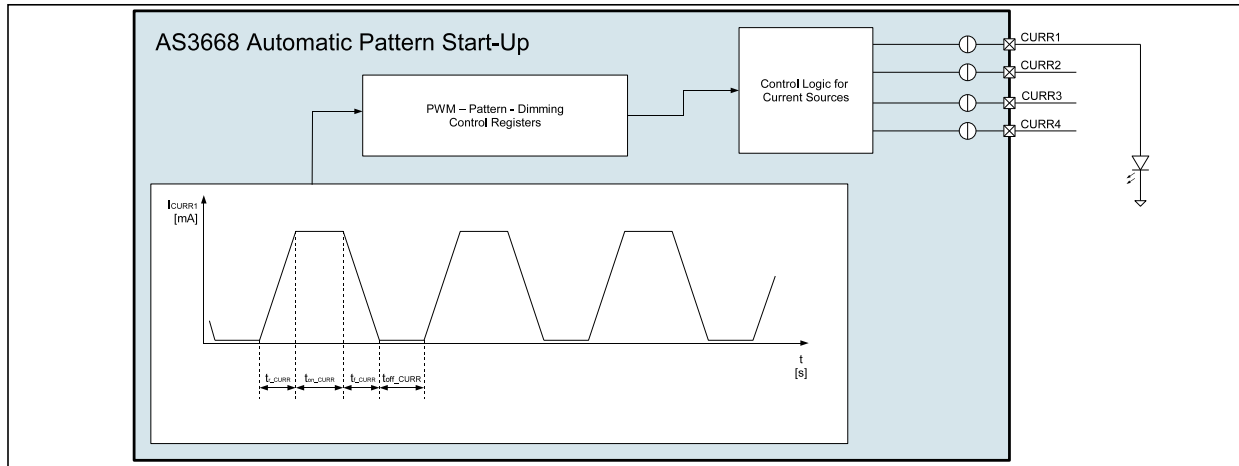 AS3668 Automatic Pattern Start-Up
CURR1
CURR2
CURR3
CURR4
Control Logic for
Current Sources
PWM – Pattern - Dimming
Control Registers
ICURR1
[mA]
t
[s]
tr_CURR
ton_CURR
tf_CURR
toff_CURR